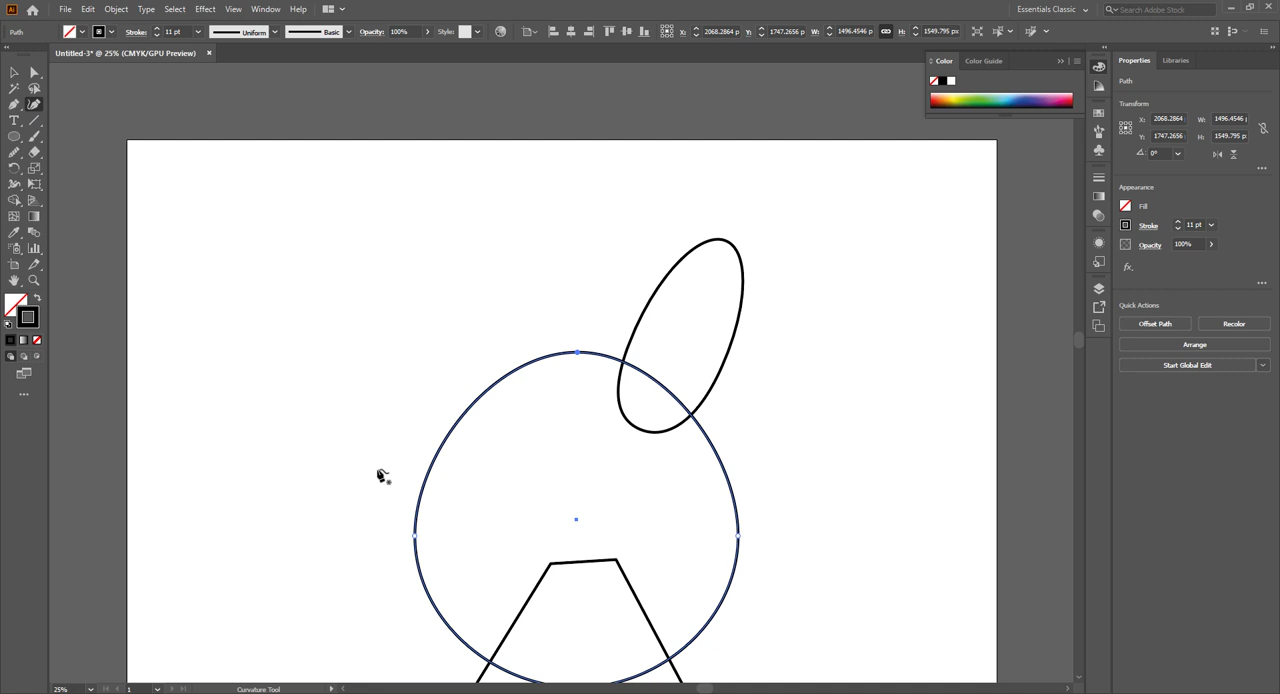 Ai File Edit Object Type Select Effect View Window Help Essentials Classic Search Adobe Stock
Path Stroke: 11 pt Uniform Basic Opacity: 100% Style: X: 2068.2864 Y: 1747.2656 W: 1496.4546 H: 1549.795 px
Untitled-3* @ 25% (CMYK/GPU Preview) ×
Color Color Guide
Properties Libraries
Path
Transform
X: 2068.2864 W: 1496.4546
Y: 1747.2656 H: 1549.795 p
0°
Appearance
Fill
Stroke 11 pt
Opacity 100%
fx.
Quick Actions
Offset Path Recolor
Arrange
Start Global Edit
25% 1 Curvature Tool